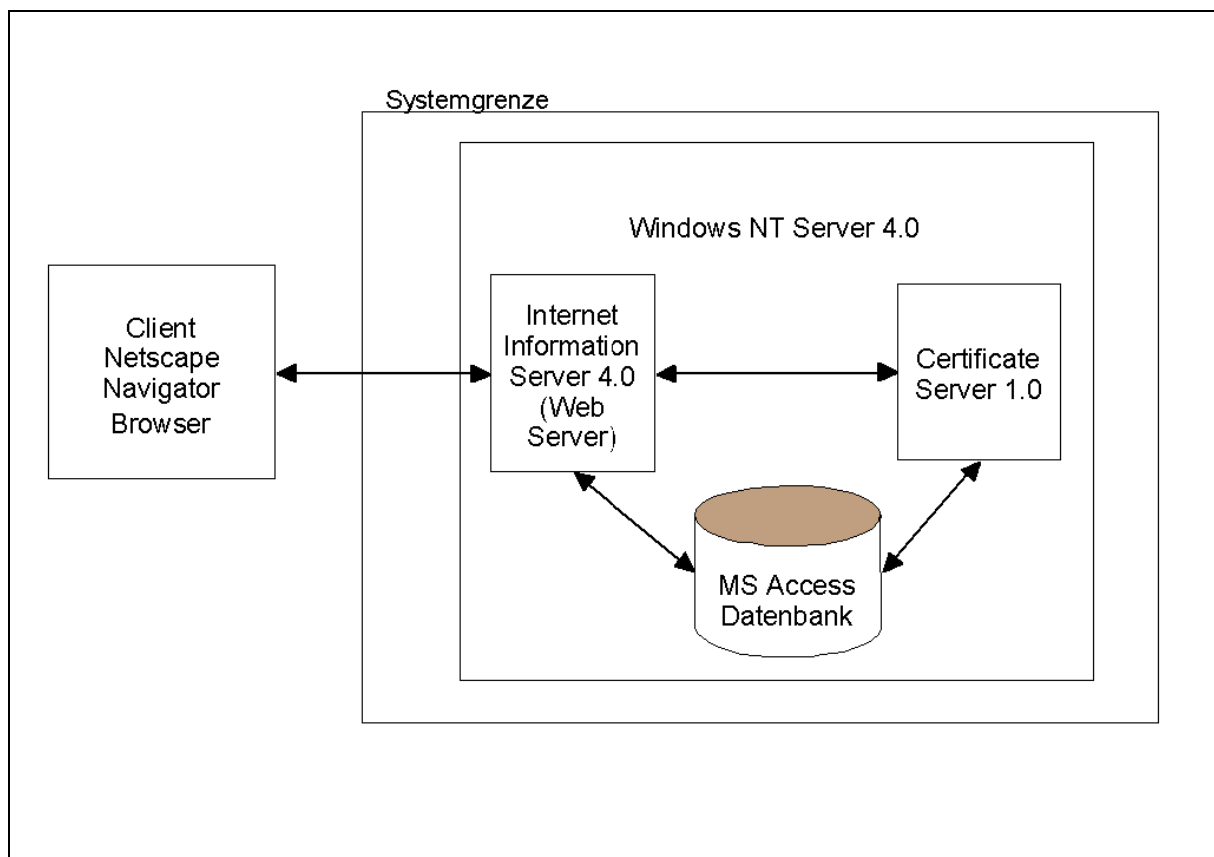 Systemgrenze
Windows NT Server 4.0
Client
Netscape
Navigator
Browser
Internet
Information
Server 4.0
(Web
Server)
Certificate
Server 1.0
MS Access
Datenbank